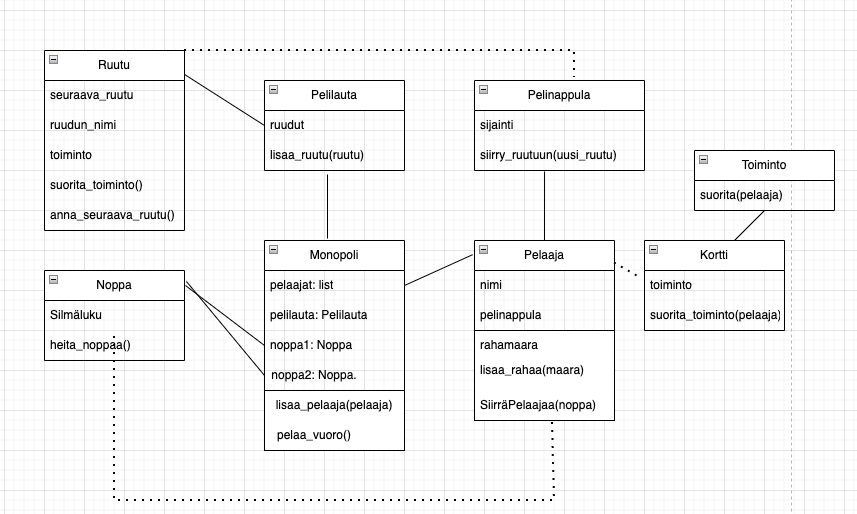 Ruutu
seuraava_ruutu
ruudun_nimi
toiminto
suorita_toiminto()
anna_seuraava_ruutu()
Pelilauta
ruudut
lisaa_ruutu(ruutu)
Pelinappula
sijainti
siirry_ruutuun(uusi_ruutu)
Toiminto
suorita(pelaaja)
Noppa
Silmäluku
heita_noppaa()
Monopoli
pelaajat: list
pelilauta: Pelilauta
noppa1: Noppa
noppa2: Noppa.
lisaa_pelaaja(pelaaja)
pelaa_vuoro()
Pelaaja
nimi
pelinappula
rahamaara
lisaa_rahaa(maara)
SiirräPelaajaa(noppa)
Kortti
toiminto
suorita_toiminto(pelaaja)